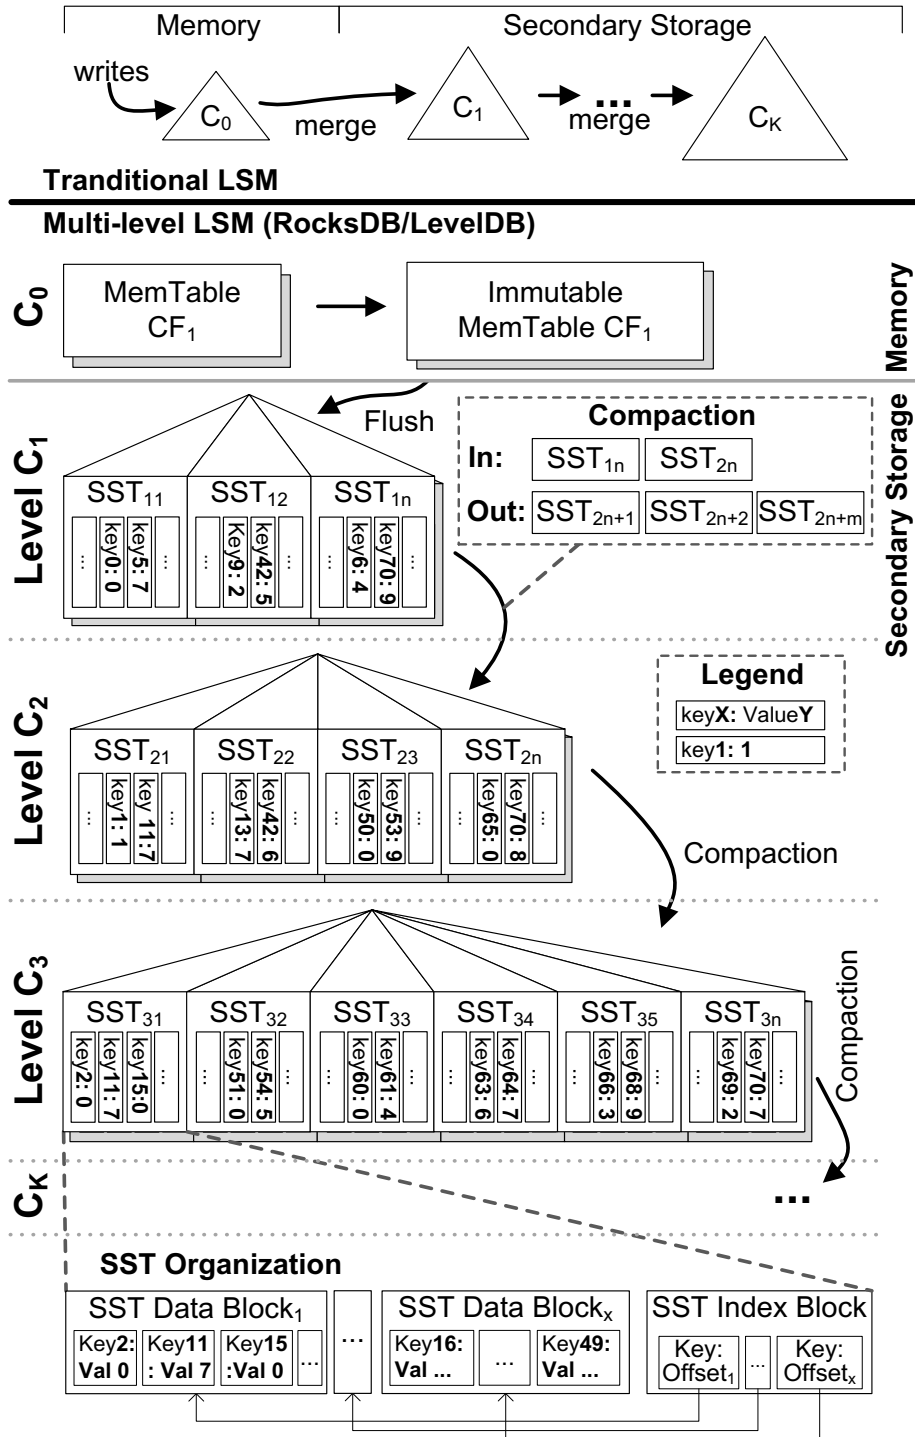 Memory
Secondary Storage
writes
C0
merge
C1
...
merge
CK
Tranditional LSM
Multi-level LSM (RocksDB/LevelDB)
C0
MemTable
CF1
Immutable
MemTable CF1
Memory
Secondary Storage
Flush
Compaction
In:
SST1n
SST2n
Out:
SST2n+1
SST2n+2
SST2n+m
Level C1
SST11
SST12
SST1n
...
key0: 0
key5: 7
...
...
Key9: 2
key42: 5
...
...
key6: 4
key70: 9
...
Legend
keyX: ValueY
key1: 1
Level C2
SST21
SST22
SST23
SST2n
...
key1: 1
key 11:7
...
...
key13: 7
key42: 6
...
...
key50: 0
key53: 9
...
...
key65: 0
key70: 8
...
Compaction
Level C3
SST31
SST32
SST33
SST34
SST35
SST3n
key2: 0
key11: 7
key15:0
...
...
key51: 0
key54: 5
...
...
key60: 0
key61: 4
...
...
key63: 6
key64: 7
...
...
key66: 3
key68: 9
...
...
key69: 2
key70: 7
...
Compaction
CK
...
SST Organization
SST Data Block1
Key2:
Val 0
Key11
: Val 7
Key15
:Val 0
...
...
SST Data Blockx
Key16:
Val ...
...
Key49:
Val ...
SST Index Block
Key:
Offset1
...
Key:
Offsetx